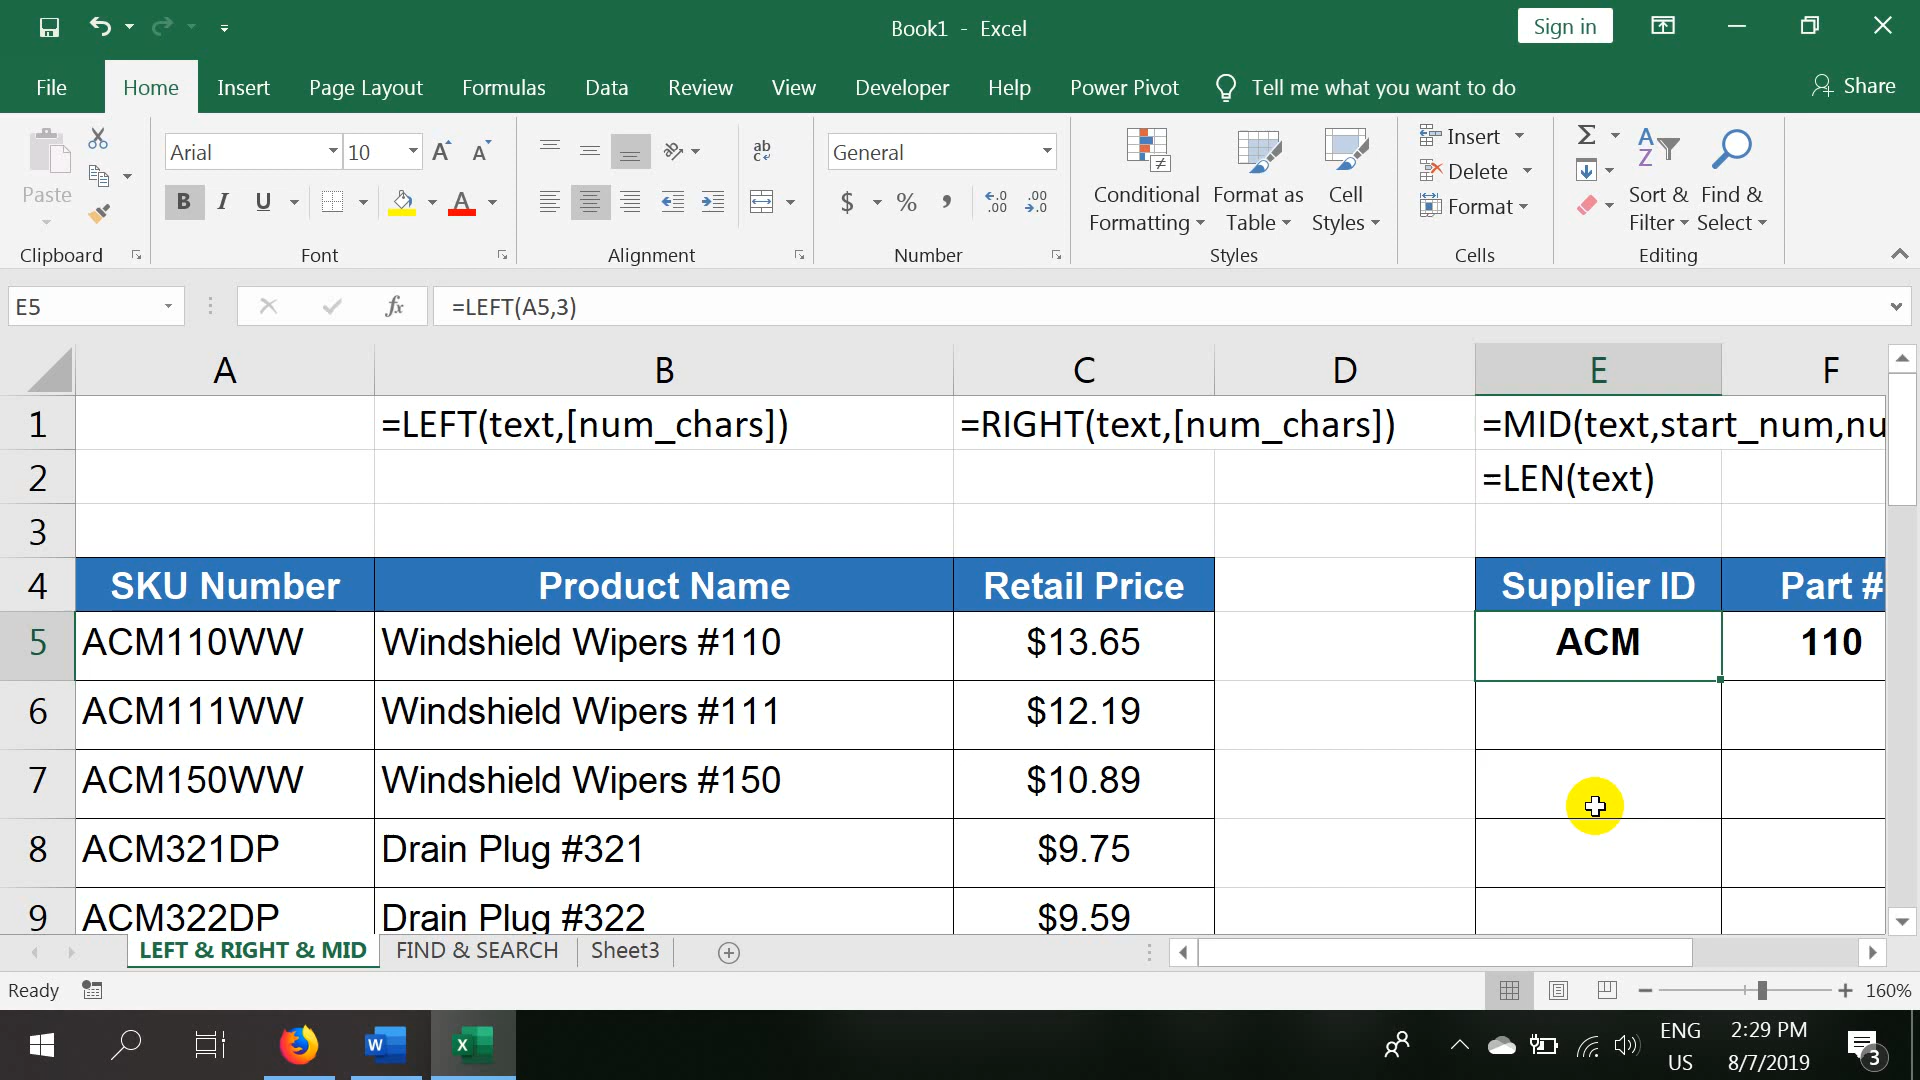 Book1 - Excel
Sign in
File Home Insert Page Layout Formulas Data Review View Developer Help Power Pivot Tell me what you want to do Share
Paste
Clipboard
Arial 10
B I U
Font
Alignment
General
$ % ,
Number
Conditional Formatting
Format as Table
Cell Styles
Styles
Insert
Delete
Format
Cells
Sort & Filter
Find & Select
Editing
E5 fx =LEFT(A5,3)
A B C D E F
1 =LEFT(text,[num_chars]) =RIGHT(text,[num_chars]) =MID(text,start_num,nu
2 =LEN(text)
3
4 SKU Number Product Name Retail Price Supplier ID Part #
5 ACM110WW Windshield Wipers #110 $13.65 ACM 110
6 ACM111WW Windshield Wipers #111 $12.19
7 ACM150WW Windshield Wipers #150 $10.89
8 ACM321DP Drain Plug #321 $9.75
9 ACM322DP Drain Plug #322 $9.59
LEFT & RIGHT & MID FIND & SEARCH Sheet3
Ready 160%
ENG 2:29 PM
US 8/7/2019 3